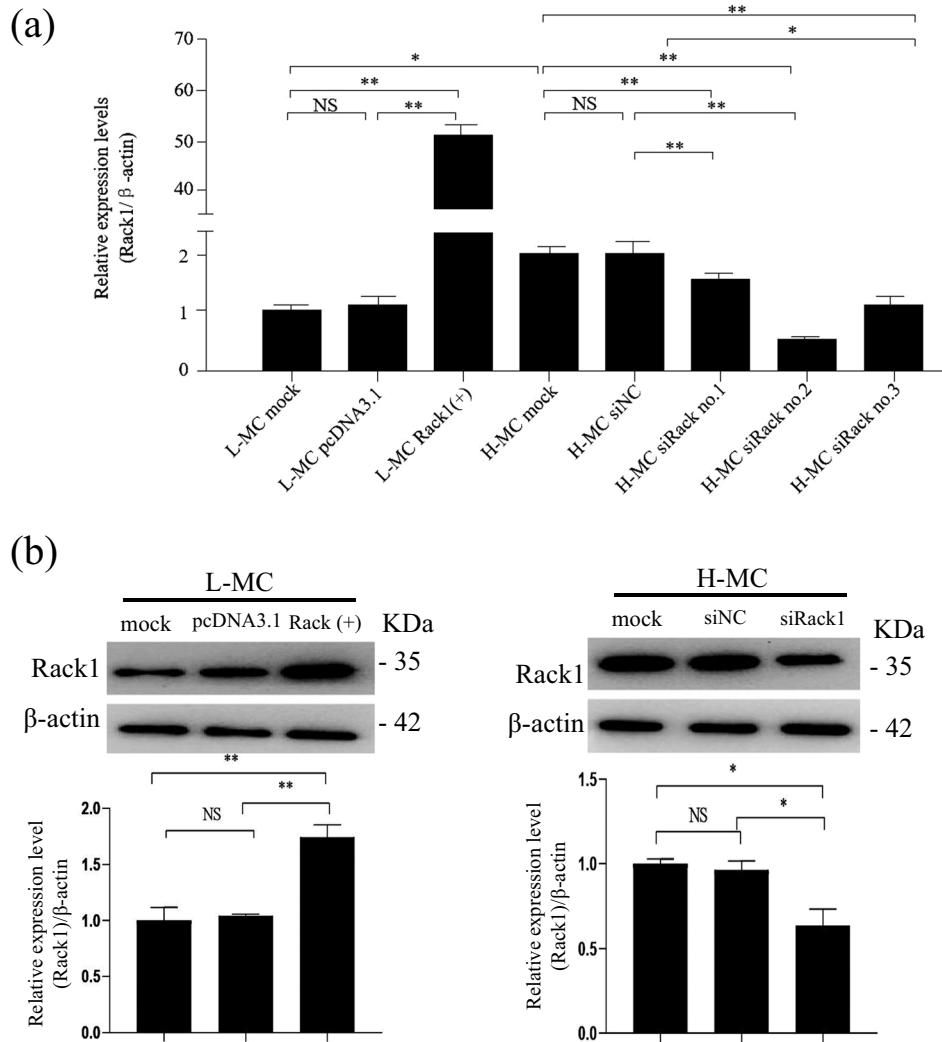 (a)
Relative expression levels
(Rack1/ β -actin)
70
60
50
40
2
1
0
**
*
*
**
**
**
NS
**
NS
**
**
L-MC mock
L-MC pcDNA3.1
L-MC Rack1(+)
H-MC mock
H-MC siNC
H-MC siRack no.1
H-MC siRack no.2
H-MC siRack no.3
(b)
L-MC
mock pcDNA3.1 Rack (+) KDa
Rack1 - 35
β-actin - 42
Relative expression level
(Rack1)/β-actin
2.0
1.5
1.0
0.5
0.0
**
**
NS
H-MC
mock siNC siRack1 KDa
Rack1 - 35
β-actin - 42
Relative expression level
(Rack1)/β-actin
1.5
1.0
0.5
0.0
*
*
NS